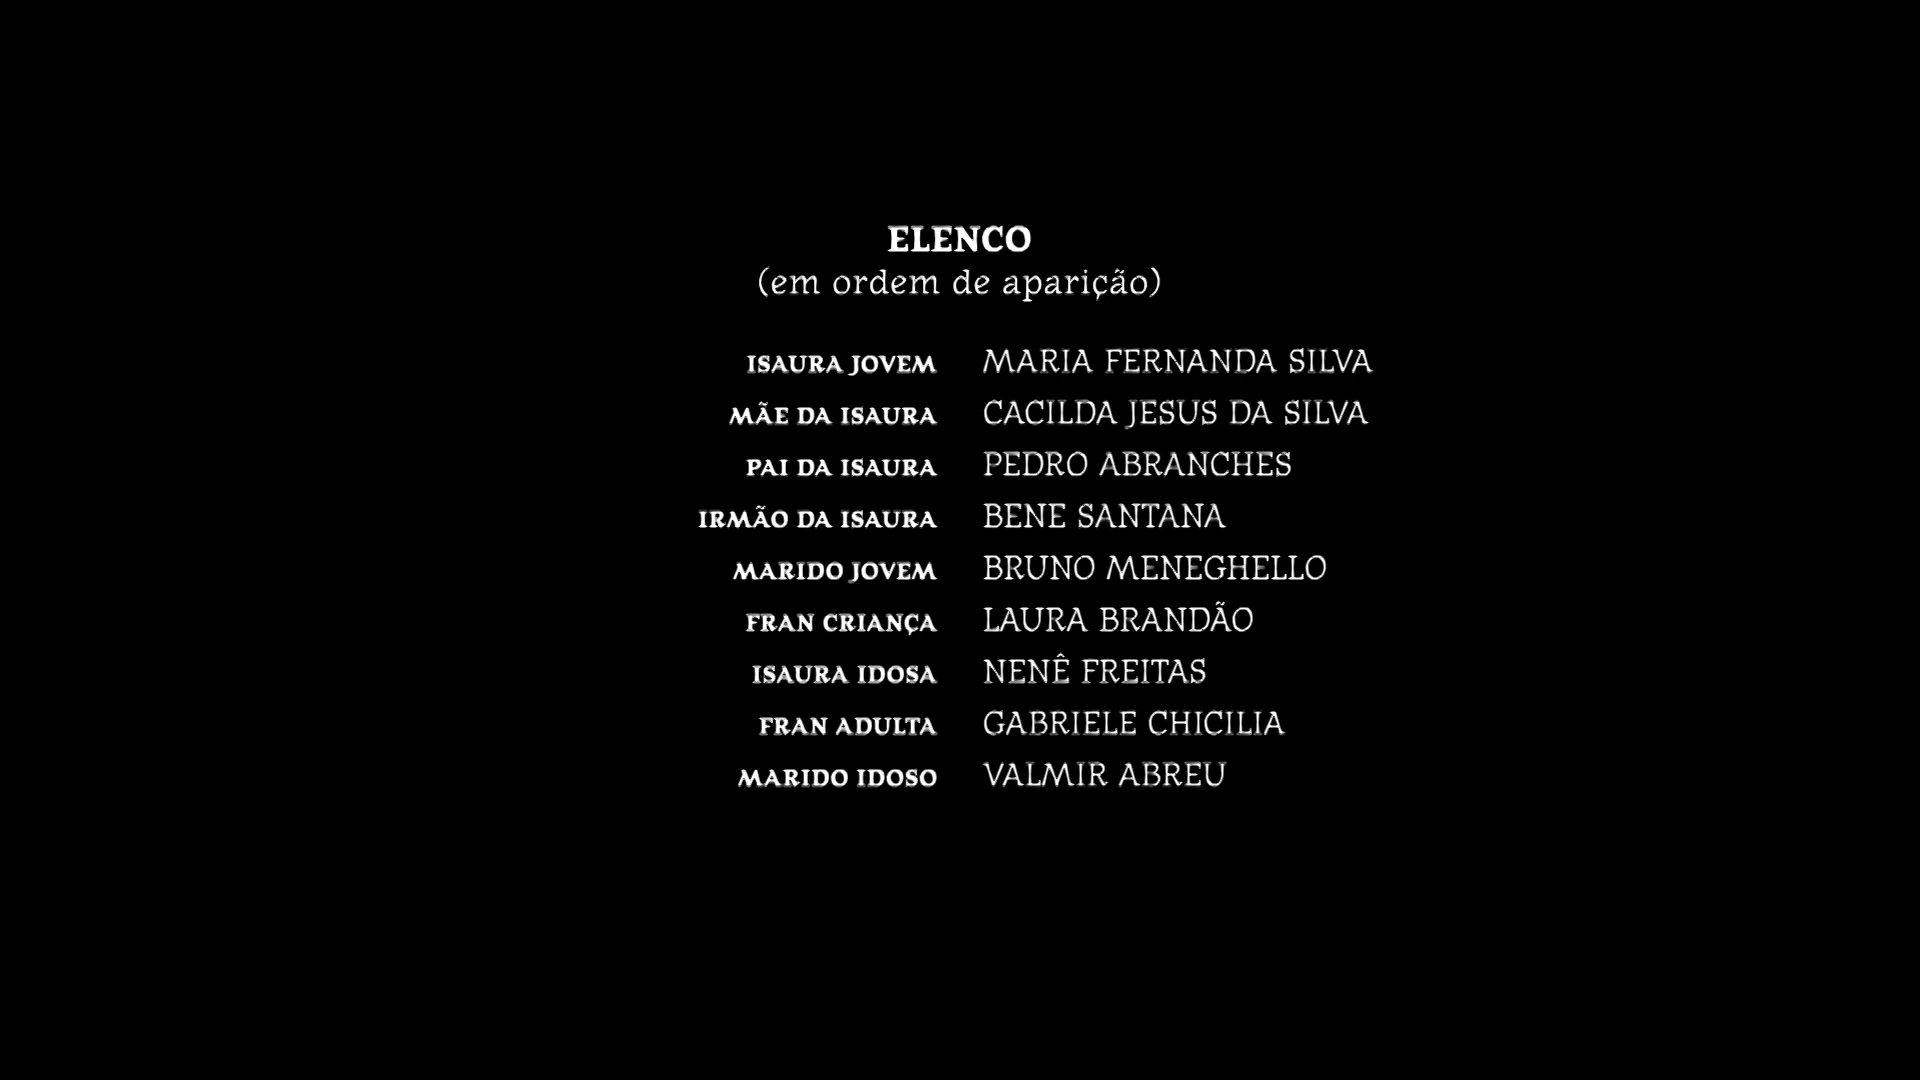 ELENCO
(em ordem de aparição)
ISAURA JOVEM MARIA FERNANDA SILVA
MÃE DA ISAURA CACILDA JESUS DA SILVA
PAI DA ISAURA PEDRO ABRANCHES
IRMÃO DA ISAURA BENE SANTANA
MARIDO JOVEM BRUNO MENEGHELLO
FRAN CRIANÇA LAURA BRANDÃO
ISAURA IDOSA NENÊ FREITAS
FRAN ADULTA GABRIELE CHICILIA
MARIDO IDOSO VALMIR ABREU